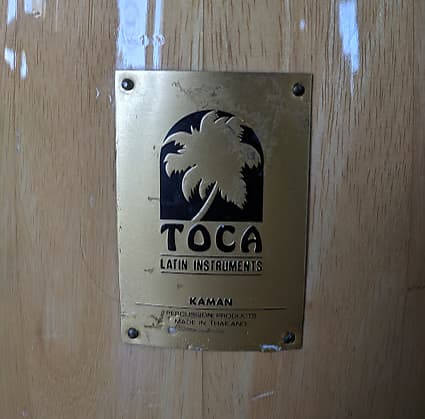 TOCA
LATIN INSTRUMENTS
KAMAN
PERCUSSION PRODUCTS
MADE IN THAILAND